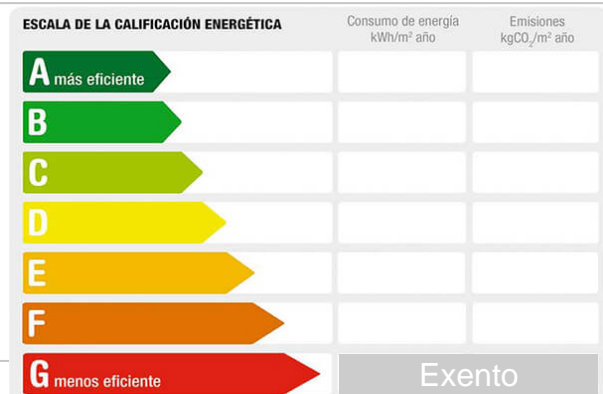 ESCALA DE LA CALIFICACIÓN ENERGÉTICA
Consumo de energía
kWh/m² año
Emisiones
kgCO₂/m² año
A más eficiente
B
C
D
E
F
G menos eficiente
Exento